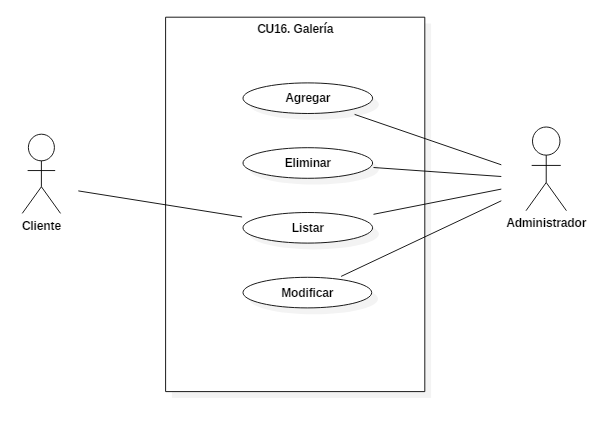 CU16. Galería
Agregar
Eliminar
Listar
Modificar
Cliente
Administrador